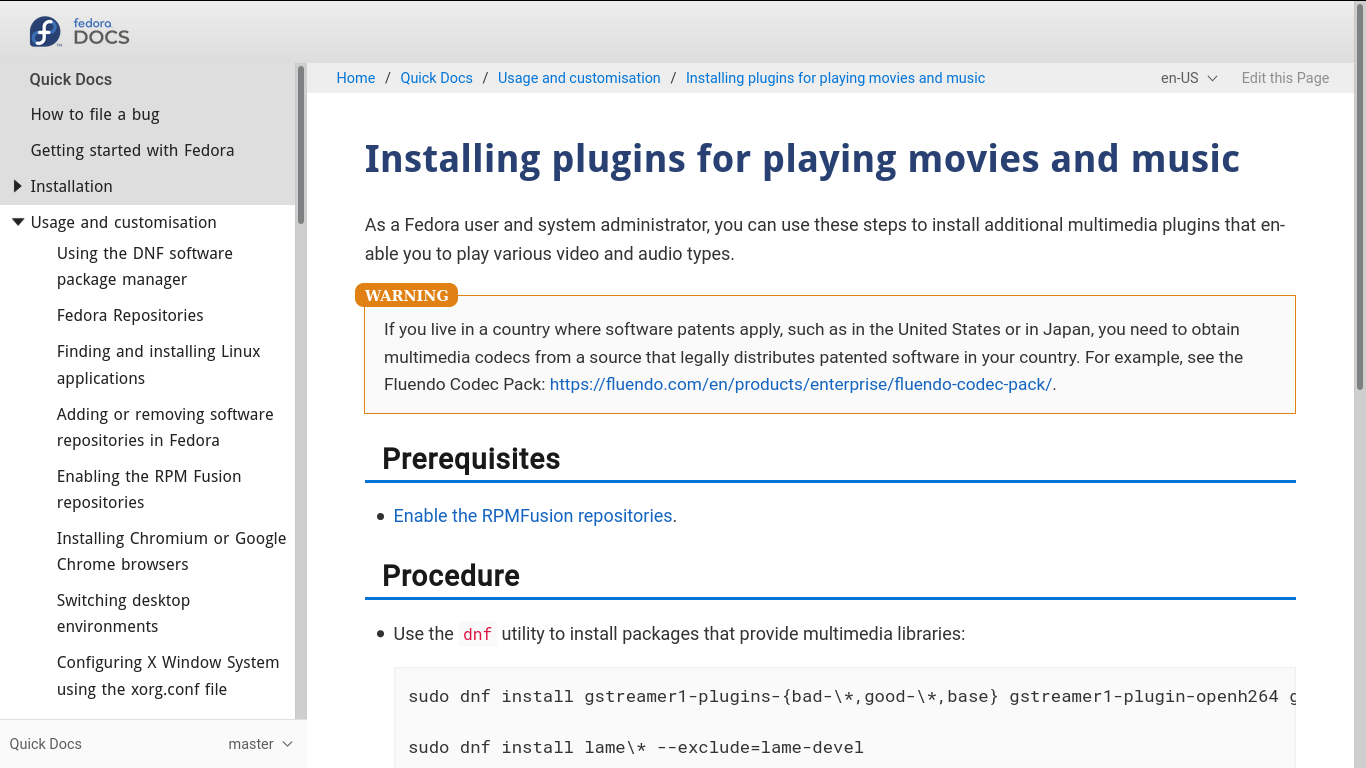 fedora
DOCS
Quick Docs
How to file a bug
Getting started with Fedora
Installation
Usage and customisation
Using the DNF software
package manager
Fedora Repositories
Finding and installing Linux
applications
Adding or removing software
repositories in Fedora
Enabling the RPM Fusion
repositories
Installing Chromium or Google
Chrome browsers
Switching desktop
environments
Configuring X Window System
using the xorg.conf file
Quick Docs master
Home / Quick Docs / Usage and customisation / Installing plugins for playing movies and music en-US Edit this Page
Installing plugins for playing movies and music
As a Fedora user and system administrator, you can use these steps to install additional multimedia plugins that en-
able you to play various video and audio types.
WARNING
If you live in a country where software patents apply, such as in the United States or in Japan, you need to obtain
multimedia codecs from a source that legally distributes patented software in your country. For example, see the
Fluendo Codec Pack: https://fluendo.com/en/products/enterprise/fluendo-codec-pack/.
Prerequisites
• Enable the RPMFusion repositories.
Procedure
• Use the dnf utility to install packages that provide multimedia libraries:
sudo dnf install gstreamer1-plugins-{bad-\*,good-\*,base} gstreamer1-plugin-openh264 g
sudo dnf install lame\* --exclude=lame-devel